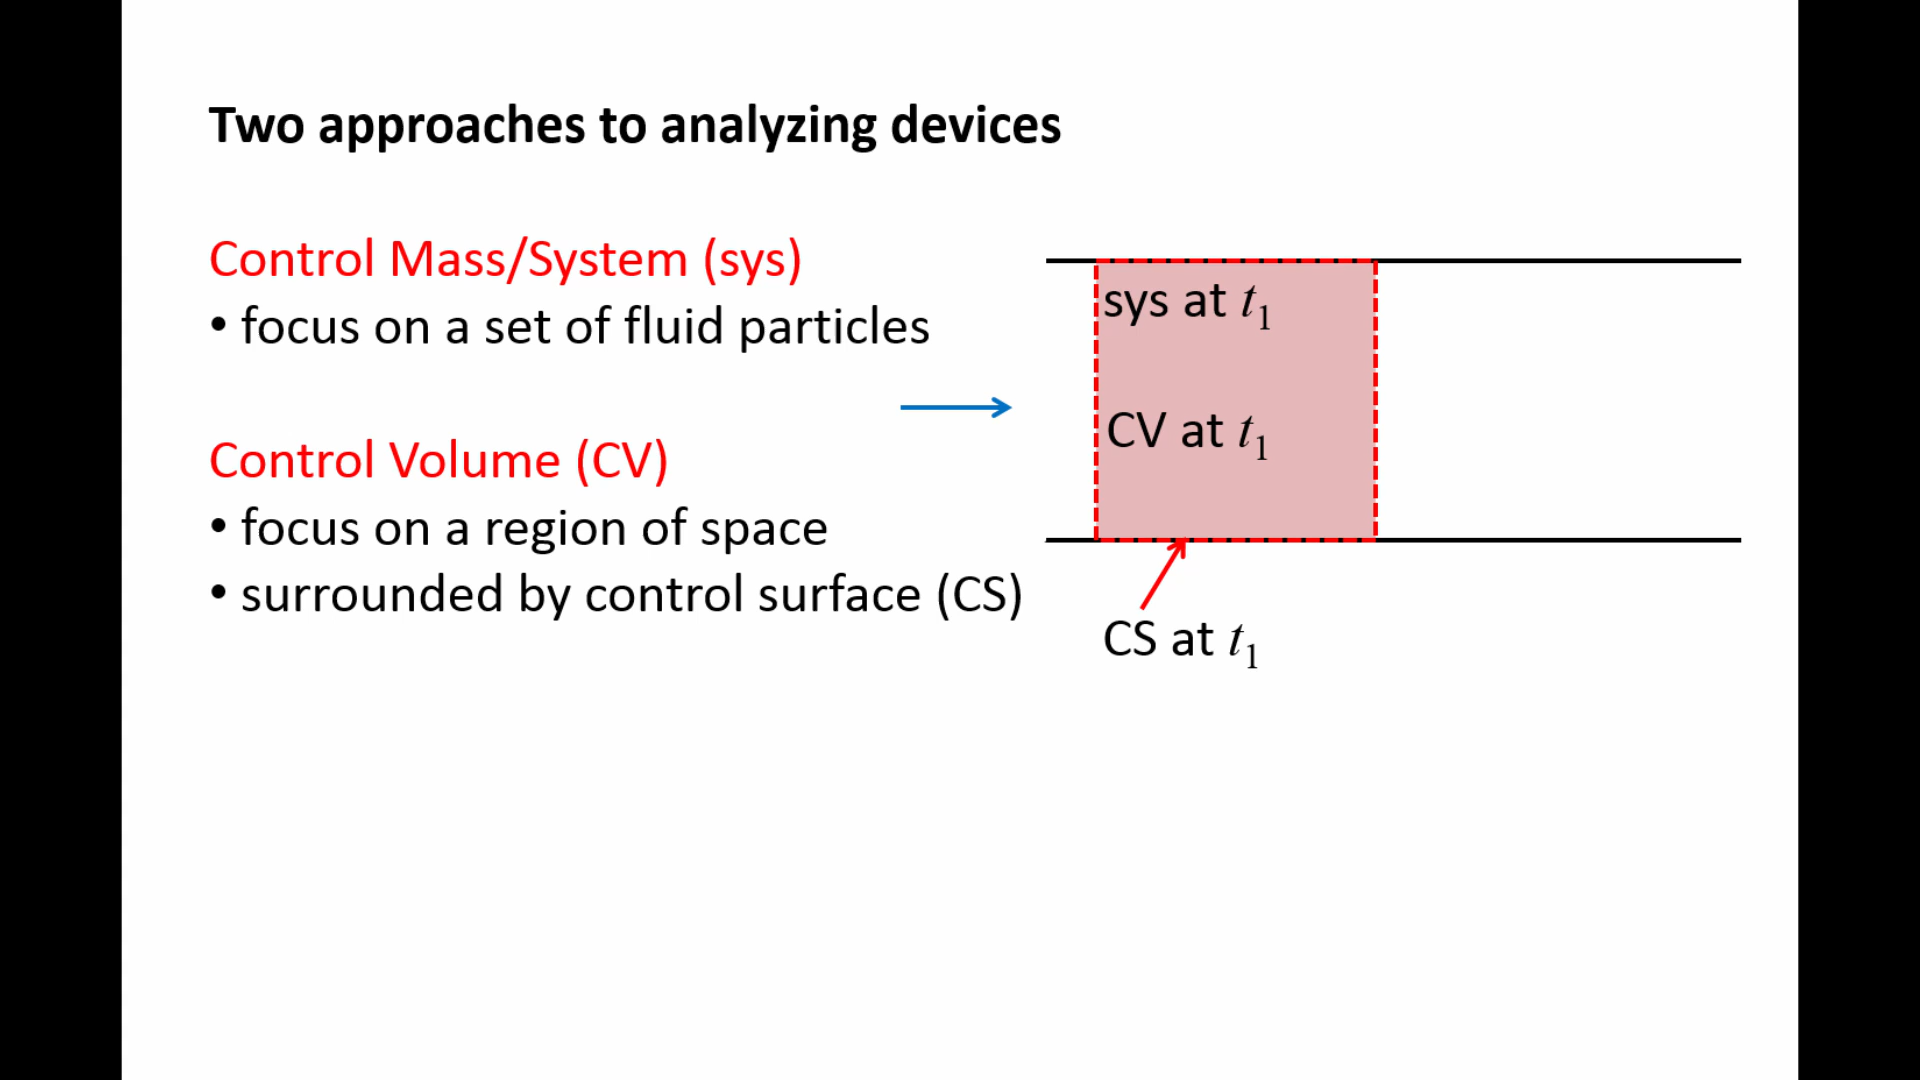 Two approaches to analyzing devices
Control Mass/System (sys)
• focus on a set of fluid particles
Control Volume (CV)
• focus on a region of space
• surrounded by control surface (CS)
sys at t₁
CV at t₁
CS at t₁